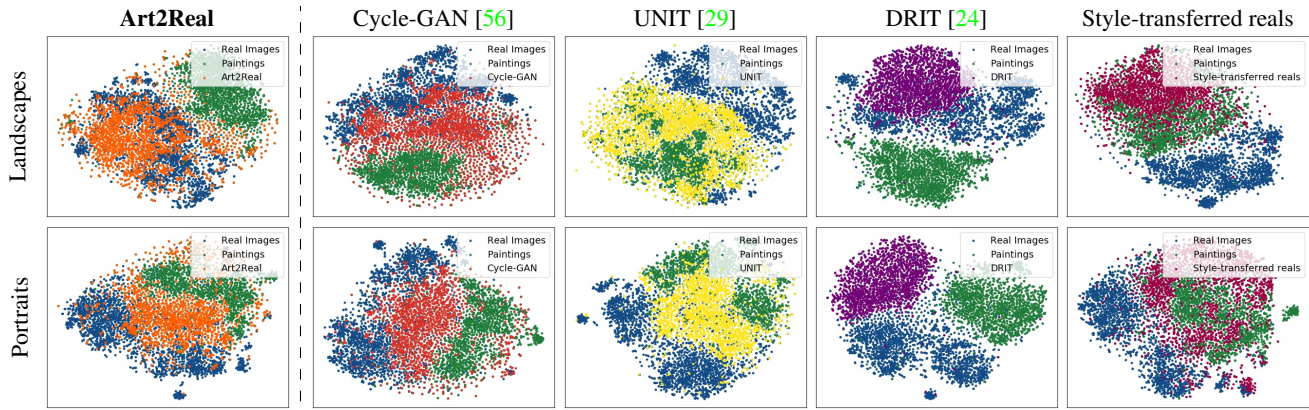 Art2Real Cycle-GAN [56] UNIT [29] DRIT [24] Style-transferred reals
Landscapes
Real Images
Paintings
Art2Real
Real Images
Paintings
Cycle-GAN
Real Images
Paintings
UNIT
Real Images
Paintings
DRIT
Real Images
Paintings
Style-transferred reals
Portraits
Real Images
Paintings
Art2Real
Real Images
Paintings
Cycle-GAN
Real Images
Paintings
UNIT
Real Images
Paintings
DRIT
Real Images
Paintings
Style-transferred reals